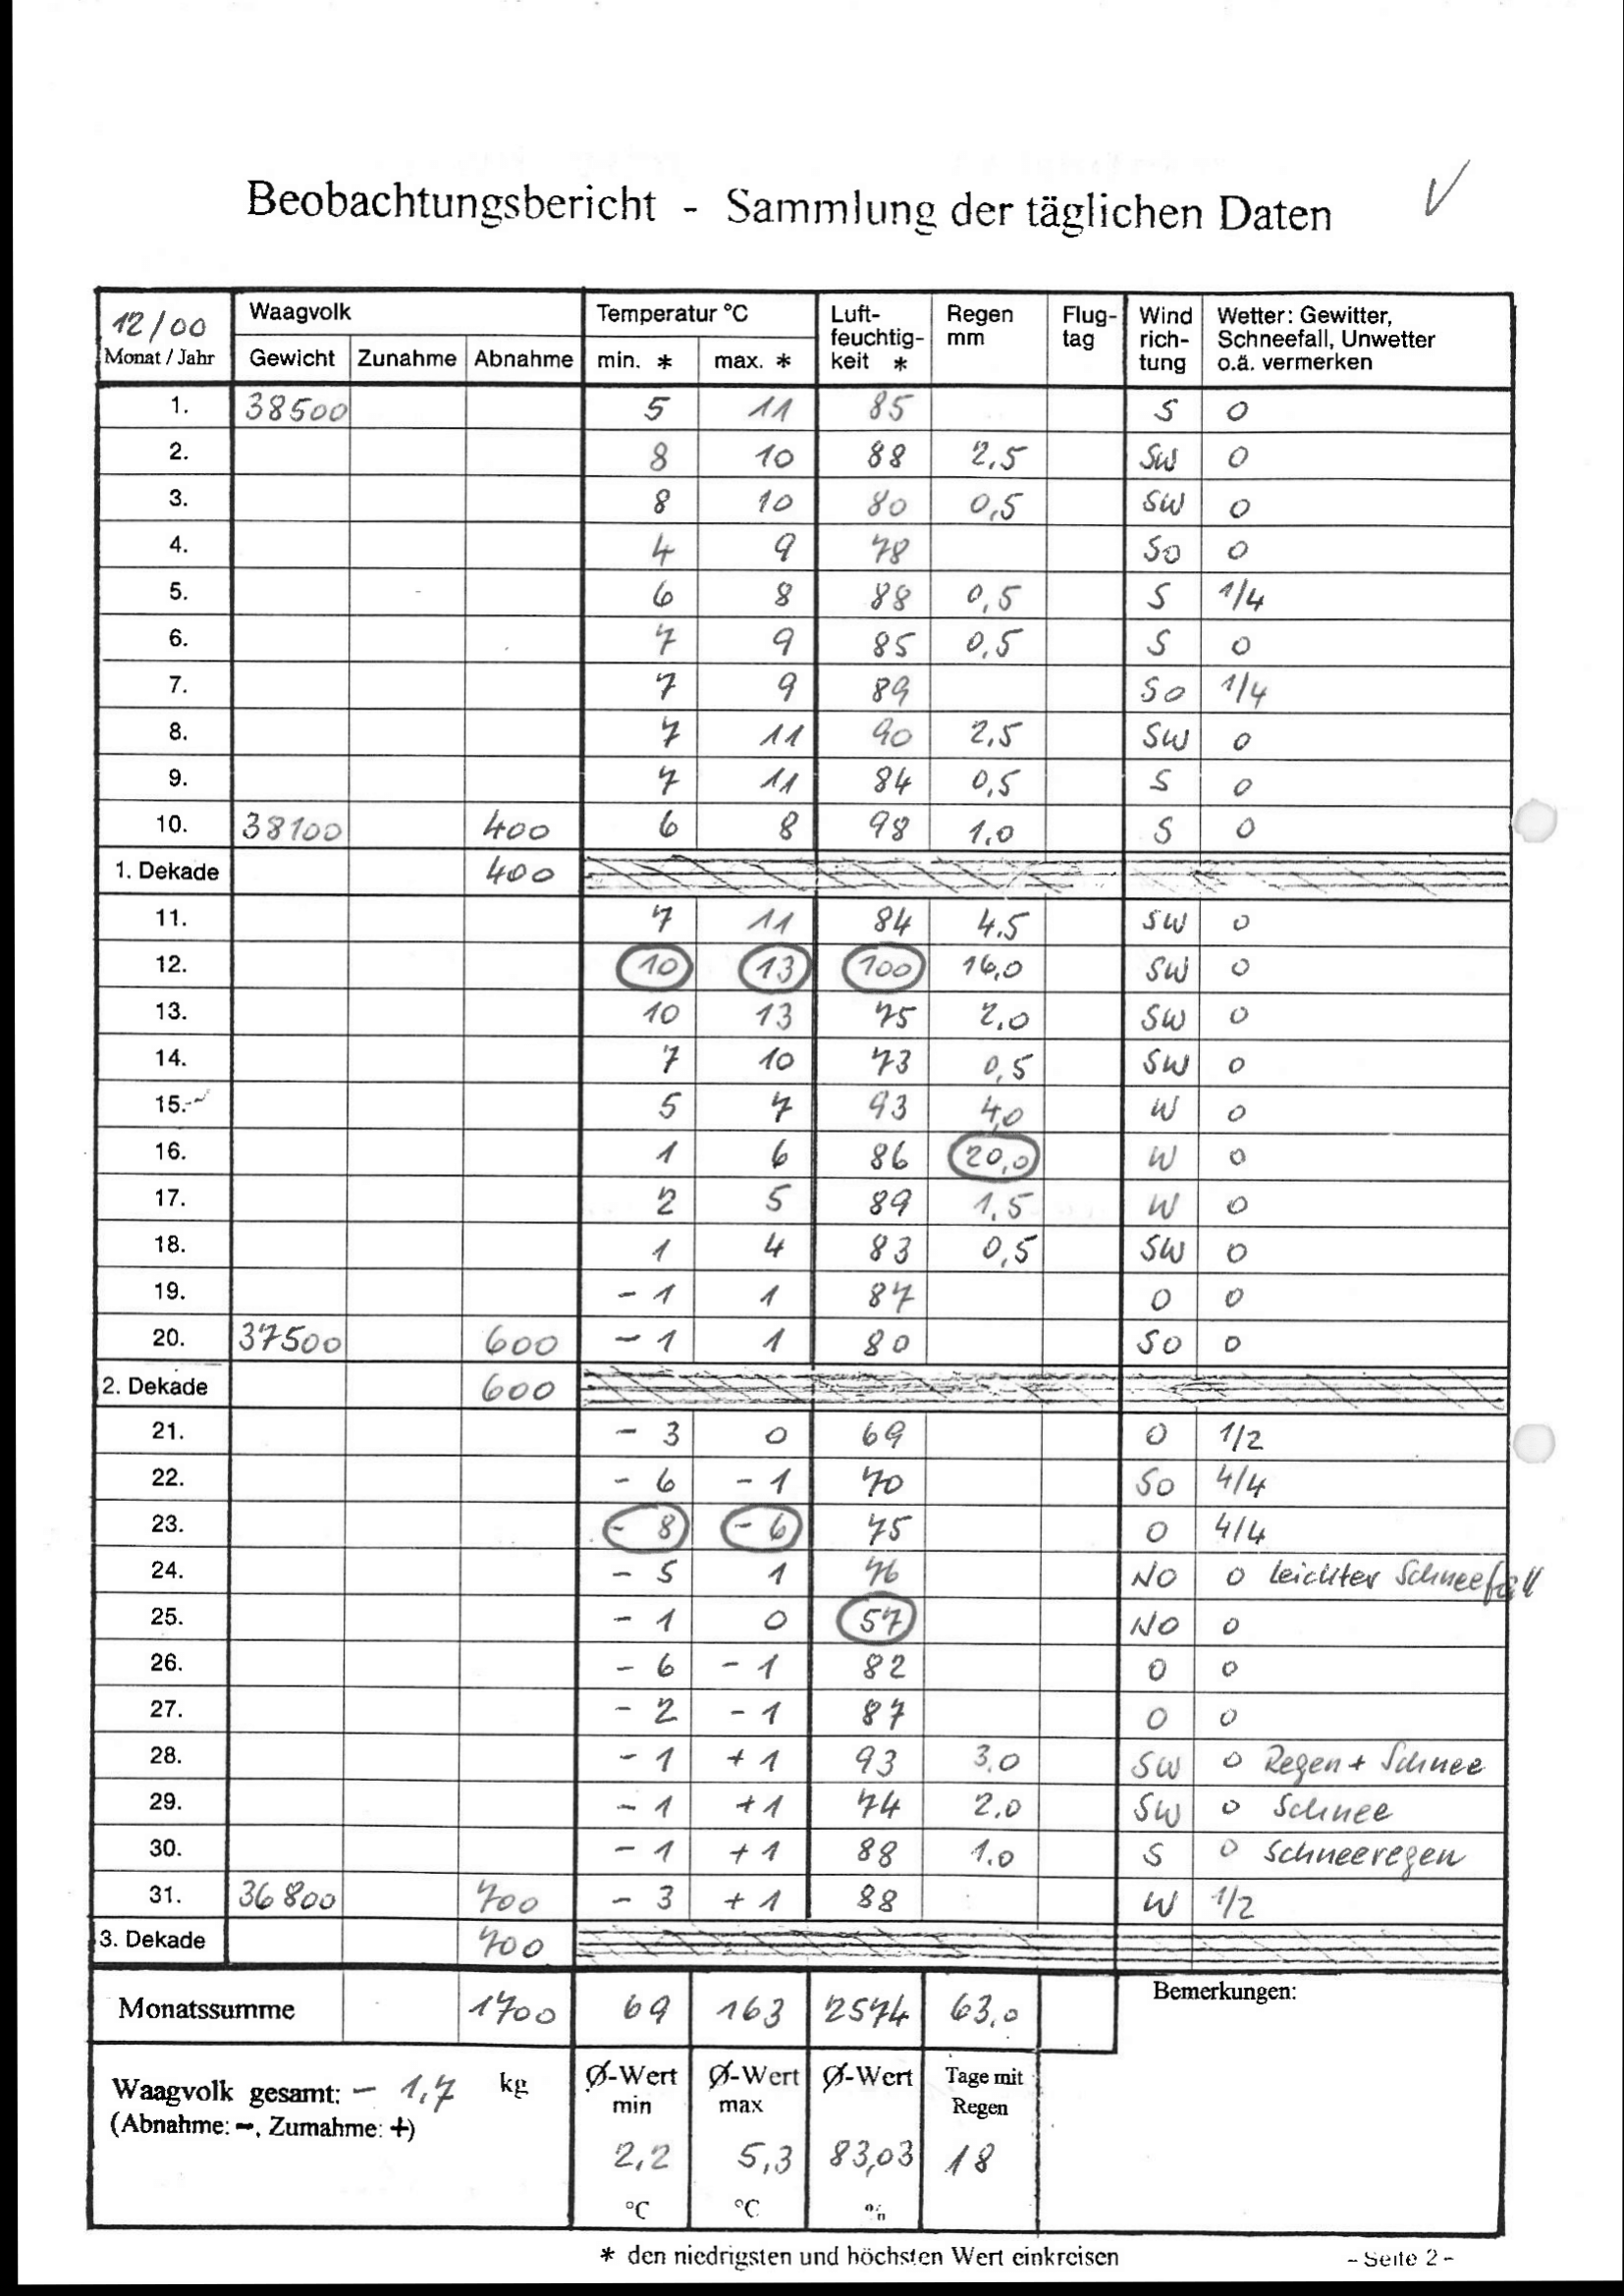 Beobachtungsbericht - Sammlung der täglichen Daten √
12/00 Monat / Jahr | Waagvolk | Temperatur °C | Luft-feuchtig-keit * | Regen mm | Flug-tag | Wind rich-tung | Wetter: Gewitter, Schneefall, Unwetter o.ä. vermerken
Gewicht | Zunahme | Abnahme | min. * | max. *
1. 38500 5 11 85 S 0
2. 8 10 88 2,5 SW 0
3. 8 10 80 0,5 SW 0
4. 4 9 78 SO 0
5. 6 8 88 0,5 S 1/4
6. 7 9 85 0,5 S 0
7. 7 9 89 SO 1/4
8. 7 11 90 2,5 SW 0
9. 7 11 84 0,5 S 0
10. 38100 400 6 8 98 1,0 S 0
1. Dekade 400
11. 7 11 84 4,5 SW 0
12. 10 13 100 16,0 SW 0
13. 10 13 75 2,0 SW 0
14. 7 10 73 0,5 SW 0
15. 5 7 93 4,0 W 0
16. 1 6 86 20,0 W 0
17. 2 5 89 1,5 W 0
18. 1 4 83 0,5 SW 0
19. -1 1 87 O 0
20. 37500 600 -1 1 80 SO 0
2. Dekade 600
21. -3 0 69 O 1/2
22. -6 -1 70 SO 4/4
23. -8 -6 75 O 4/4
24. -5 1 76 NO 0 leichter Schneefall
25. -1 0 57 NO 0
26. -6 -1 82 O 0
27. -2 -1 87 O 0
28. -1 +1 93 3,0 SW 0 Regen + Schnee
29. -1 +1 74 2.0 SW 0 Schnee
30. -1 +1 88 1.0 S 0 Schneeregen
31. 36800 700 -3 +1 88 W 1/2
3. Dekade 700
Monatssumme 1700 69 163 2574 63,0
Bemerkungen:
Waagvolk gesamt: - 1,7 kg
(Abnahme: -, Zumahme: +)
Ø-Wert min 2,2 °C
Ø-Wert max 5,3 °C
Ø-Wert 83,03 %
Tage mit Regen 18
* den niedrigsten und höchsten Wert einkreisen
- Seite 2 -